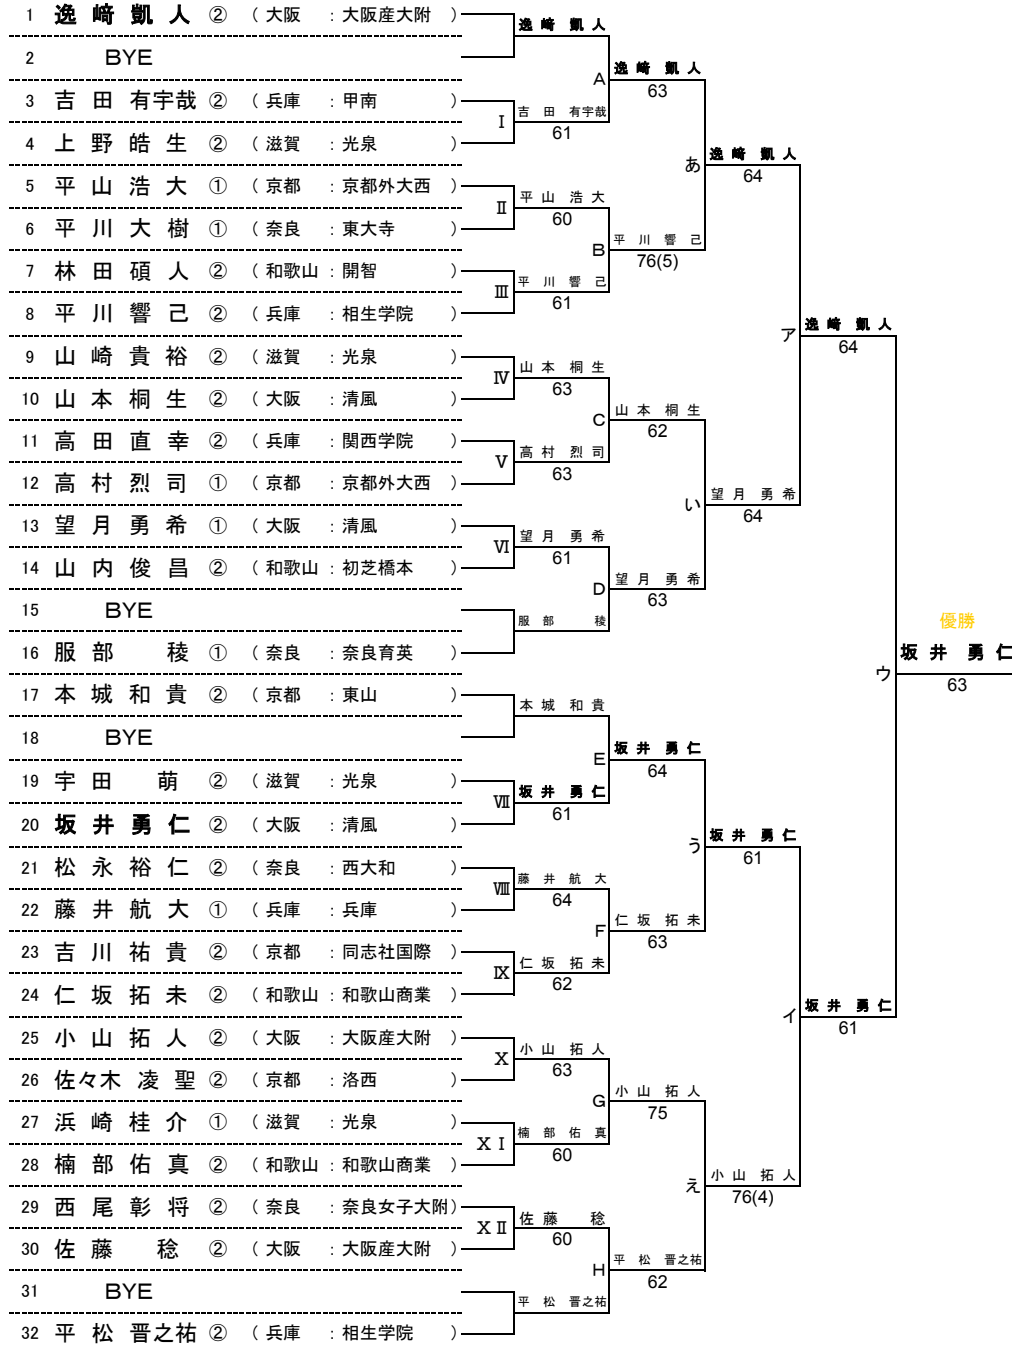 1 逸﨑凱人 ② ( 大阪 : 大阪産大附 )
2 BYE
3 吉田有宇哉 ② ( 兵庫 : 甲南 )
4 上野皓生 ② ( 滋賀 : 光泉 )
5 平山浩大 ① ( 京都 : 京都外大西 )
6 平川大樹 ① ( 奈良 : 東大寺 )
7 林田碩人 ② ( 和歌山 : 開智 )
8 平川響己 ② ( 兵庫 : 相生学院 )
9 山崎貴裕 ② ( 滋賀 : 光泉 )
10 山本桐生 ② ( 大阪 : 清風 )
11 高田直幸 ② ( 兵庫 : 関西学院 )
12 高村烈司 ① ( 京都 : 京都外大西 )
13 望月勇希 ① ( 大阪 : 清風 )
14 山内俊昌 ② ( 和歌山 : 初芝橋本 )
15 BYE
16 服部稜 ① ( 奈良 : 奈良育英 )
17 本城和貴 ② ( 京都 : 東山 )
18 BYE
19 宇田萌 ② ( 滋賀 : 光泉 )
20 坂井勇仁 ② ( 大阪 : 清風 )
21 松永裕仁 ② ( 奈良 : 西大和 )
22 藤井航大 ① ( 兵庫 : 兵庫 )
23 吉川祐貴 ② ( 京都 : 同志社国際 )
24 仁坂拓未 ② ( 和歌山 : 和歌山商業 )
25 小山拓人 ② ( 大阪 : 大阪産大附 )
26 佐々木凌聖 ② ( 京都 : 洛西 )
27 浜崎桂介 ① ( 滋賀 : 光泉 )
28 楠部佑真 ② ( 和歌山 : 和歌山商業 )
29 西尾彰将 ② ( 奈良 : 奈良女子大附 )
30 佐藤稔 ② ( 大阪 : 大阪産大附 )
31 BYE
32 平松晋之祐 ② ( 兵庫 : 相生学院 )
逸﨑凱人
Ⅰ
吉田有宇哉
61
Ⅱ
平山浩大
60
Ⅲ
平川響己
61
Ⅳ
山本桐生
63
Ⅴ
高村烈司
63
Ⅵ
望月勇希
61
服部稜
本城和貴
Ⅶ
坂井勇仁
61
Ⅷ
藤井航大
64
Ⅸ
仁坂拓未
62
Ⅹ
小山拓人
63
ⅩⅠ
楠部佑真
60
ⅩⅡ
佐藤稔
60
平松晋之祐
A
逸﨑凱人
63
B
平川響己
76(5)
C
山本桐生
62
D
望月勇希
63
E
坂井勇仁
64
F
仁坂拓未
63
G
小山拓人
75
H
平松晋之祐
62
あ
逸﨑凱人
64
い
望月勇希
64
う
坂井勇仁
61
え
小山拓人
76(4)
ア
逸﨑凱人
64
イ
坂井勇仁
61
ウ
優勝
坂井勇仁
63